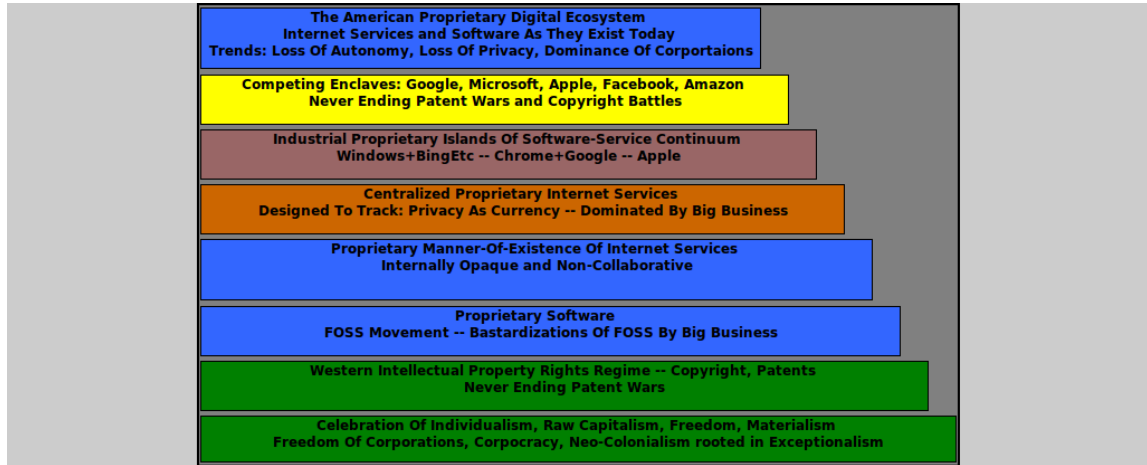 The American Proprietary Digital Ecosystem
Internet Services and Software As They Exist Today
Trends: Loss Of Autonomy, Loss Of Privacy, Dominance Of Corportaions
Competing Enclaves: Google, Microsoft, Apple, Facebook, Amazon
Never Ending Patent Wars and Copyright Battles
Industrial Proprietary Islands Of Software-Service Continuum
Windows+BingEtc -- Chrome+Google -- Apple
Centralized Proprietary Internet Services
Designed To Track: Privacy As Currency -- Dominated By Big Business
Proprietary Manner-Of-Existence Of Internet Services
Internally Opaque and Non-Collaborative
Proprietary Software
FOSS Movement -- Bastardizations Of FOSS By Big Business
Western Intellectual Property Rights Regime -- Copyright, Patents
Never Ending Patent Wars
Celebration Of Individualism, Raw Capitalism, Freedom, Materialism
Freedom Of Corporations, Corpocracy, Neo-Colonialism rooted in Exceptionalism